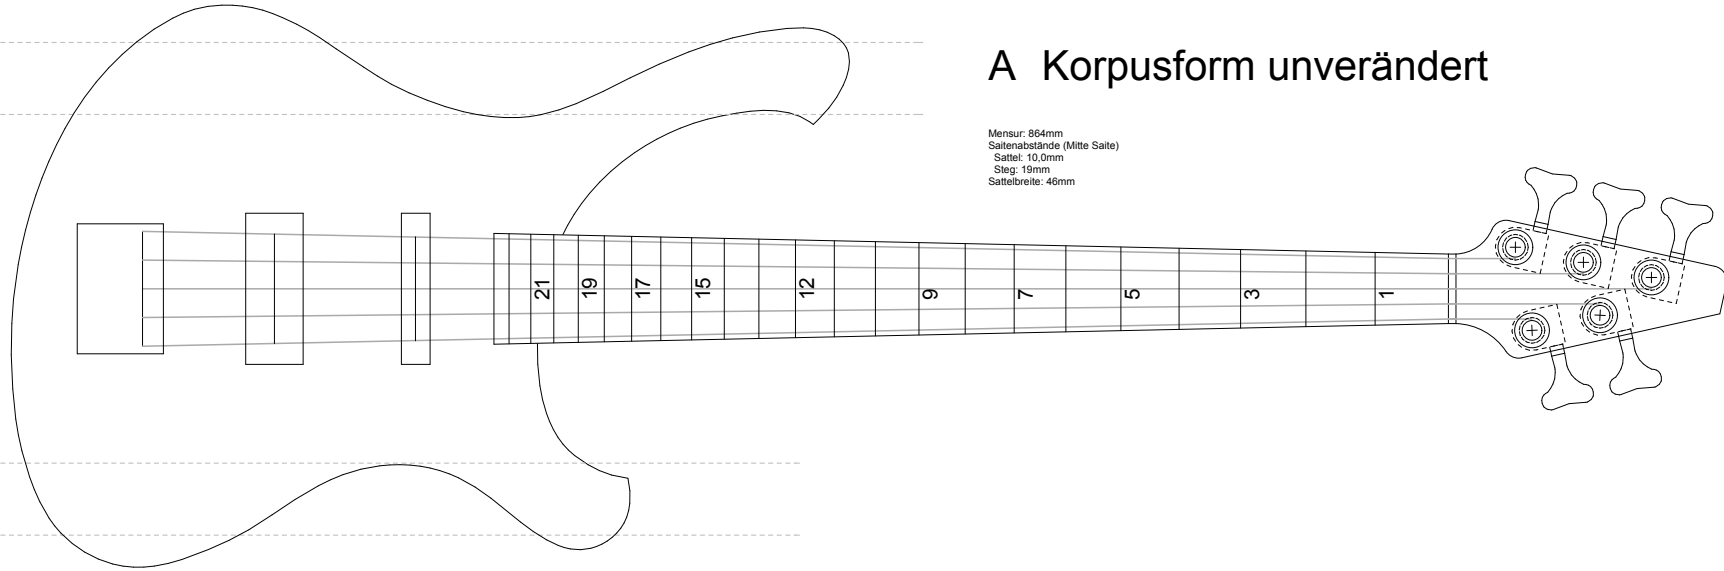 A Korpusform unverändert
Mensur: 864mm
Saitenabstände (Mitte Saite)
Sattel: 10,0mm
Steg: 19mm
Sattelbreite: 46mm
21 19 17 15 12 9 7 5 3 1